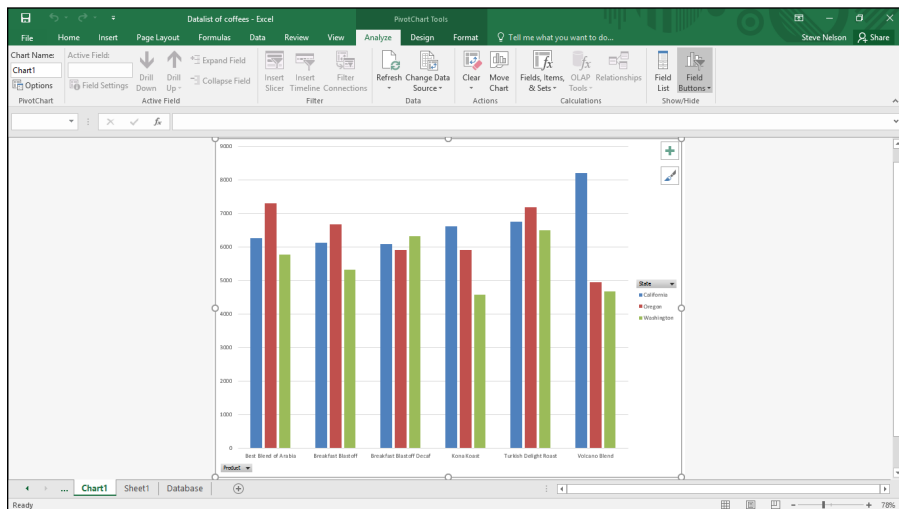 Datalist of coffees - Excel
PivotChart Tools
File Home Insert Page Layout Formulas Data Review View Analyze Design Format Tell me what you want to do... Steve Nelson Share
Chart Name: Active Field:
Chart1
Options Field Settings
Drill Down
Drill Up
Expand Field
Collapse Field
Insert Slicer
Insert Timeline
Filter Connections
Refresh
Change Data Source
Clear
Move Chart
Fields, Items, & Sets
OLAP Tools
Relationships
Field List
Field Buttons
PivotChart Active Field Filter Data Actions Calculations Show/Hide
fx
9000
8000
7000
6000
5000
4000
3000
2000
1000
0
State
California
Oregon
Washington
Best Blend of Arabia Breakfast Blastoff Breakfast Blastoff Decaf Kona Koast Turkish Delight Roast Volcano Blend
Product
... Chart1 Sheet1 Database
Ready 78%